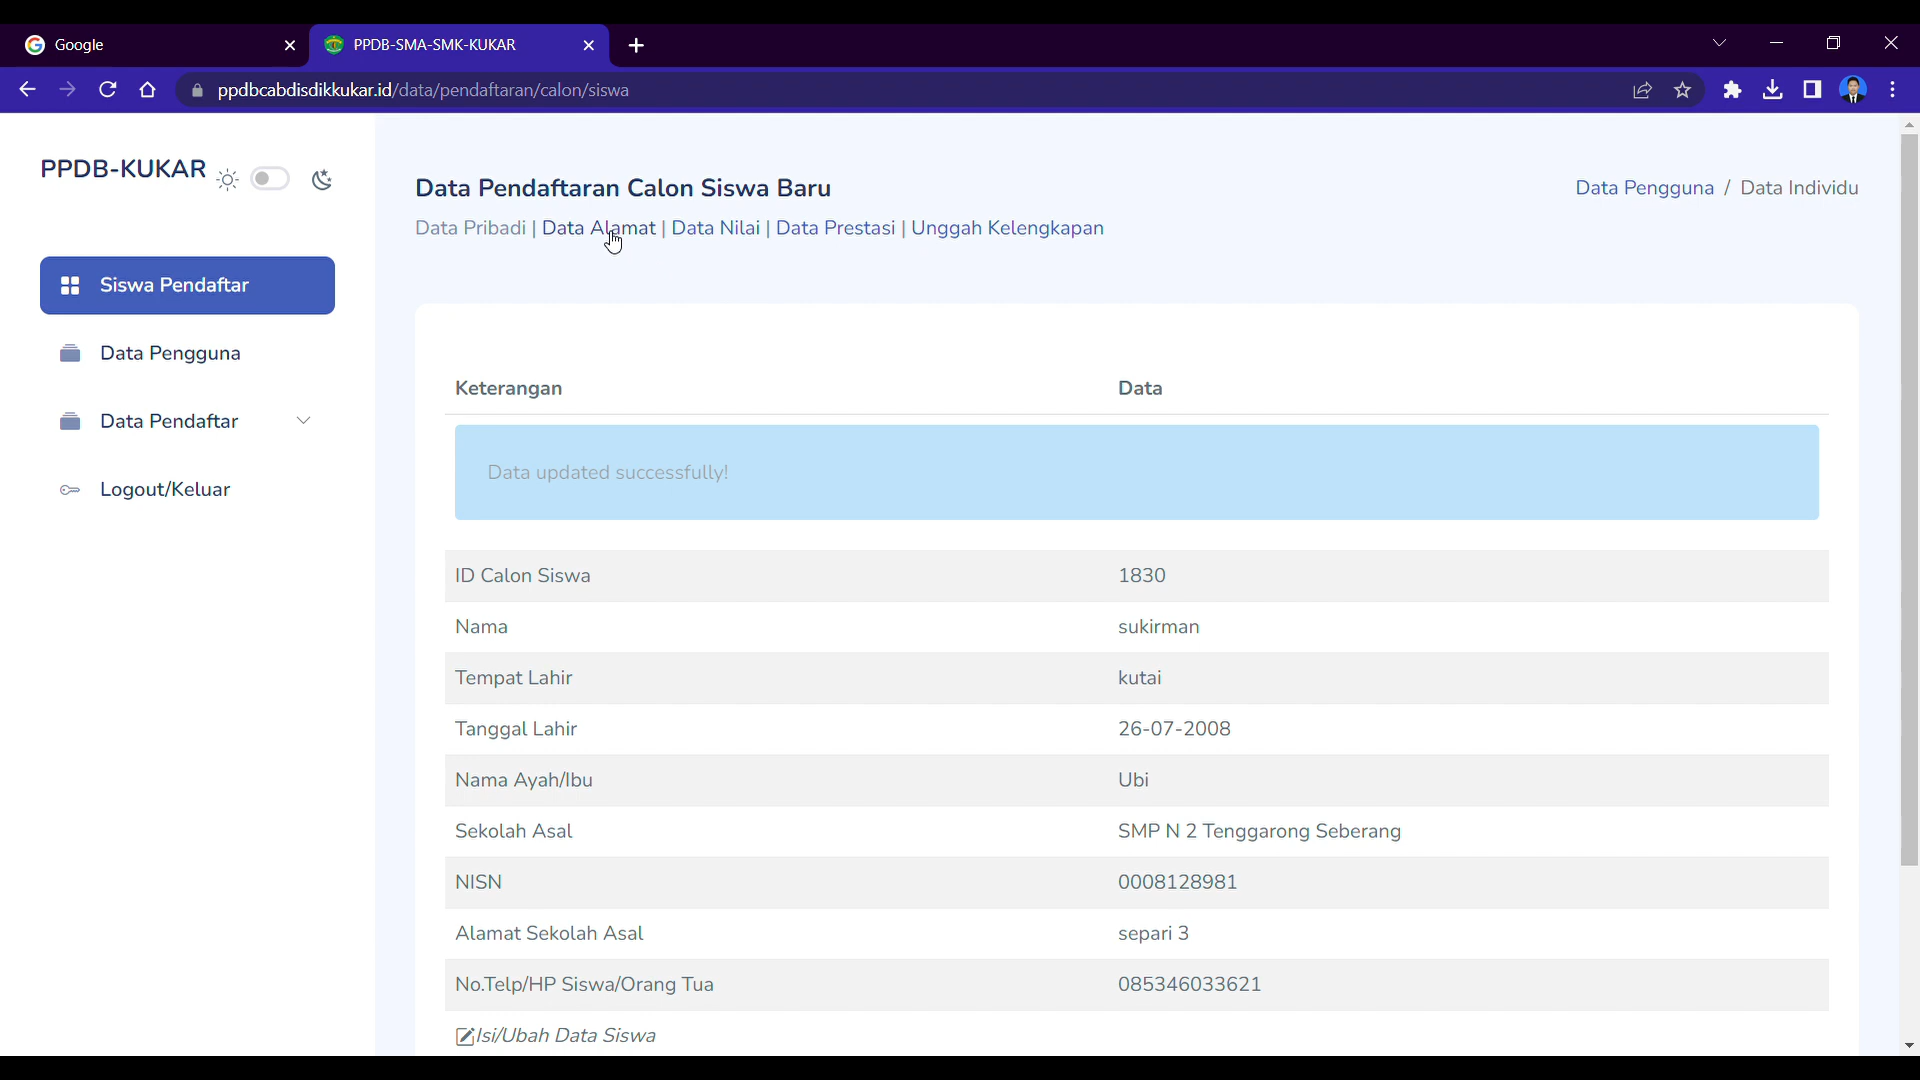 Google
PPDB-SMA-SMK-KUKAR
ppdbcabdisdikkukar.id/data/pendaftaran/calon/siswa
PPDB-KUKAR
Siswa Pendaftar
Data Pengguna
Data Pendaftar
Logout/Keluar
Data Pendaftaran Calon Siswa Baru
Data Pengguna / Data Individu
Data Pribadi | Data Alamat | Data Nilai | Data Prestasi | Unggah Kelengkapan
Keterangan Data
Data updated successfully!
ID Calon Siswa 1830
Nama sukirman
Tempat Lahir kutai
Tanggal Lahir 26-07-2008
Nama Ayah/Ibu Ubi
Sekolah Asal SMP N 2 Tenggarong Seberang
NISN 0008128981
Alamat Sekolah Asal separi 3
No.Telp/HP Siswa/Orang Tua 085346033621
Isi/Ubah Data Siswa